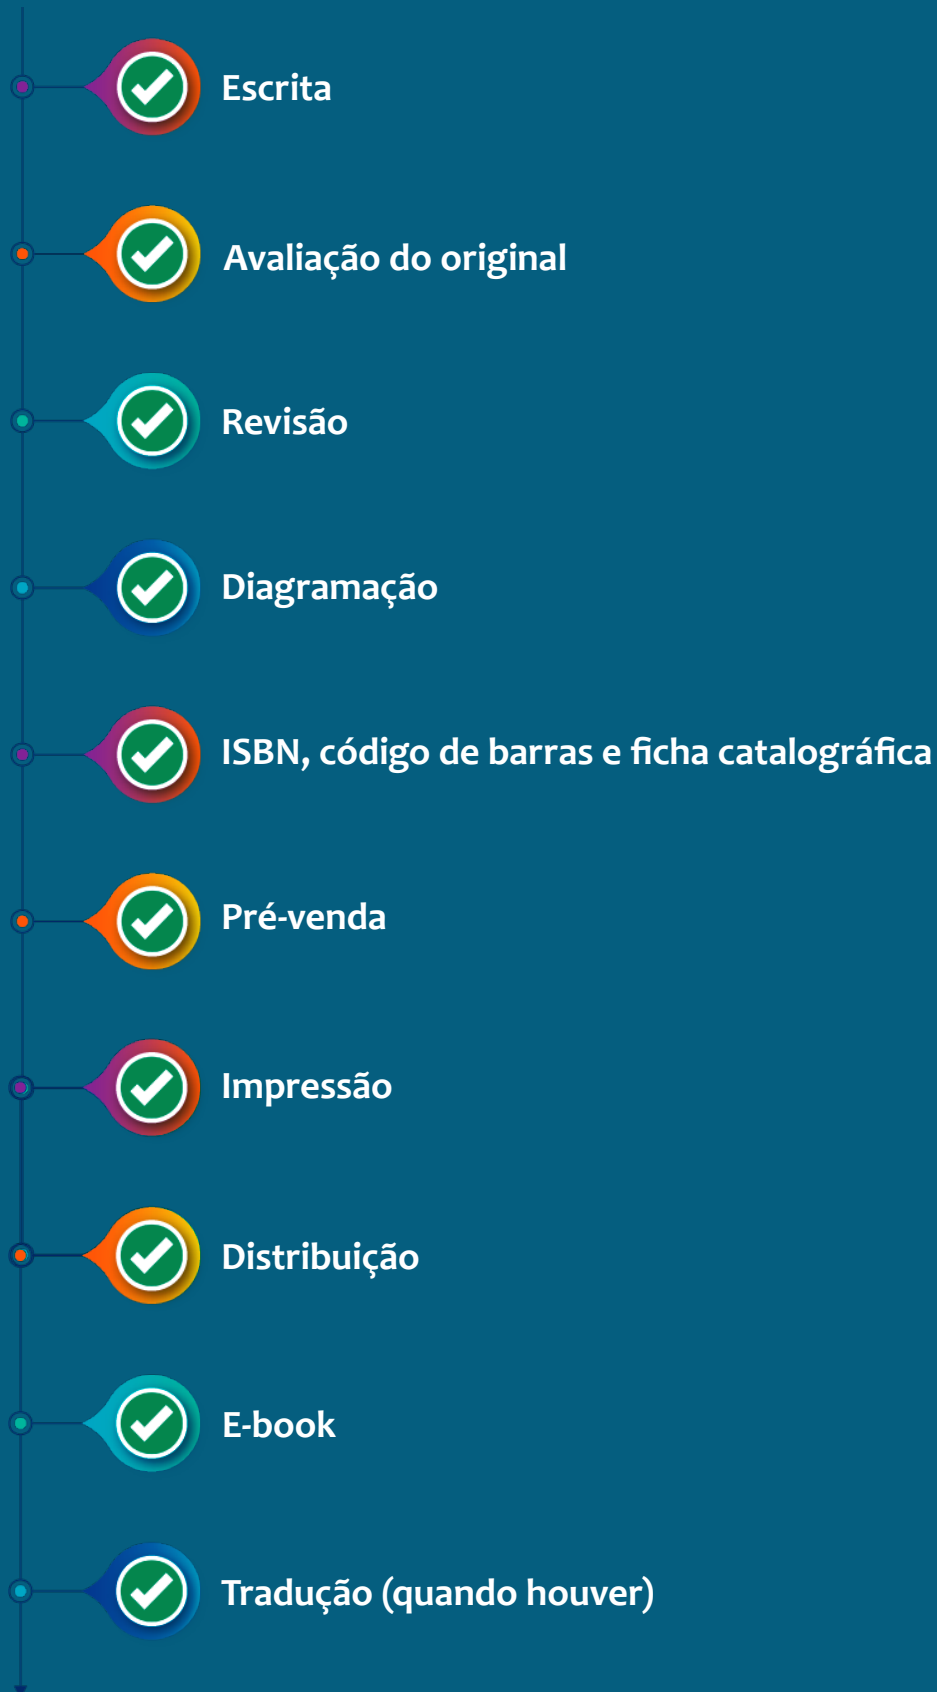 Escrita
Avaliação do original
Revisão
Diagramação
ISBN, código de barras e ficha catalográfica
Pré-venda
Impressão
Distribuição
E-book
Tradução (quando houver)